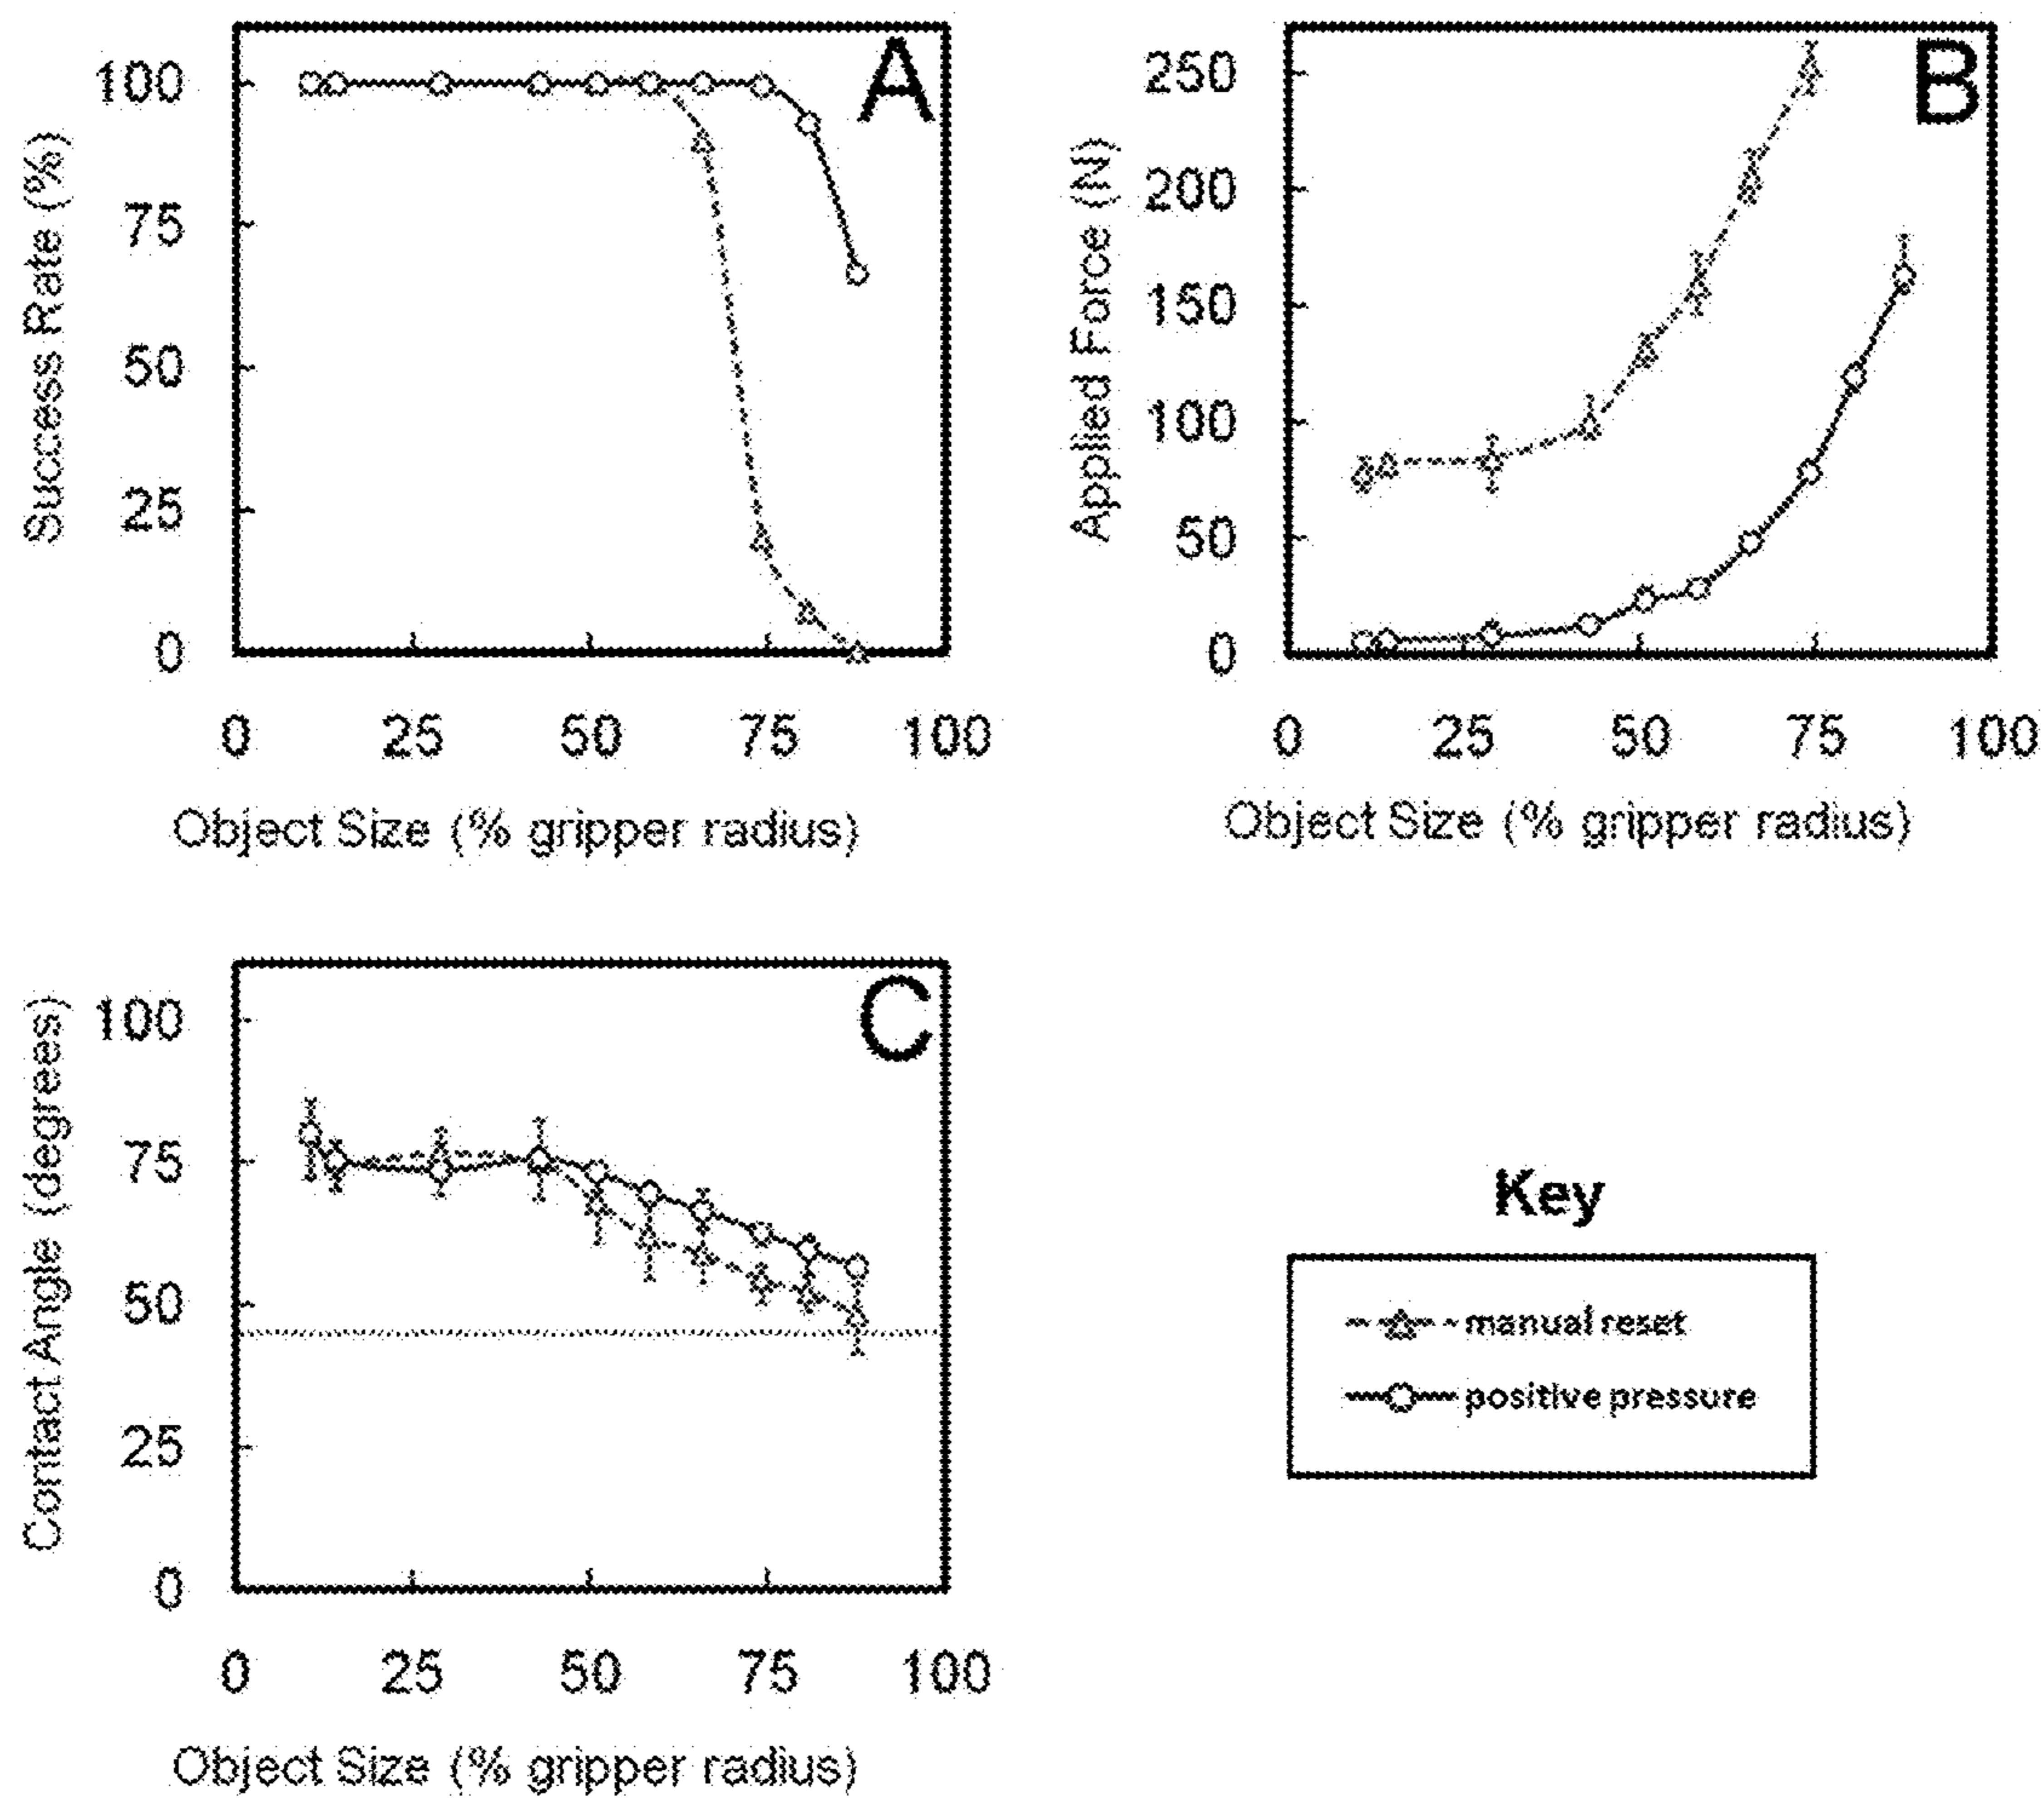 A
100
75
50
25
0
Success Rate (%)
0 25 50 75 100
Object Size (% gripper radius)
B
250
200
150
100
50
0
Applied Force (N)
0 25 50 75 100
Object Size (% gripper radius)
C
100
75
50
25
0
Contact Angle (degrees)
0 25 50 75 100
Object Size (% gripper radius)
Key
manual reset
positive pressure